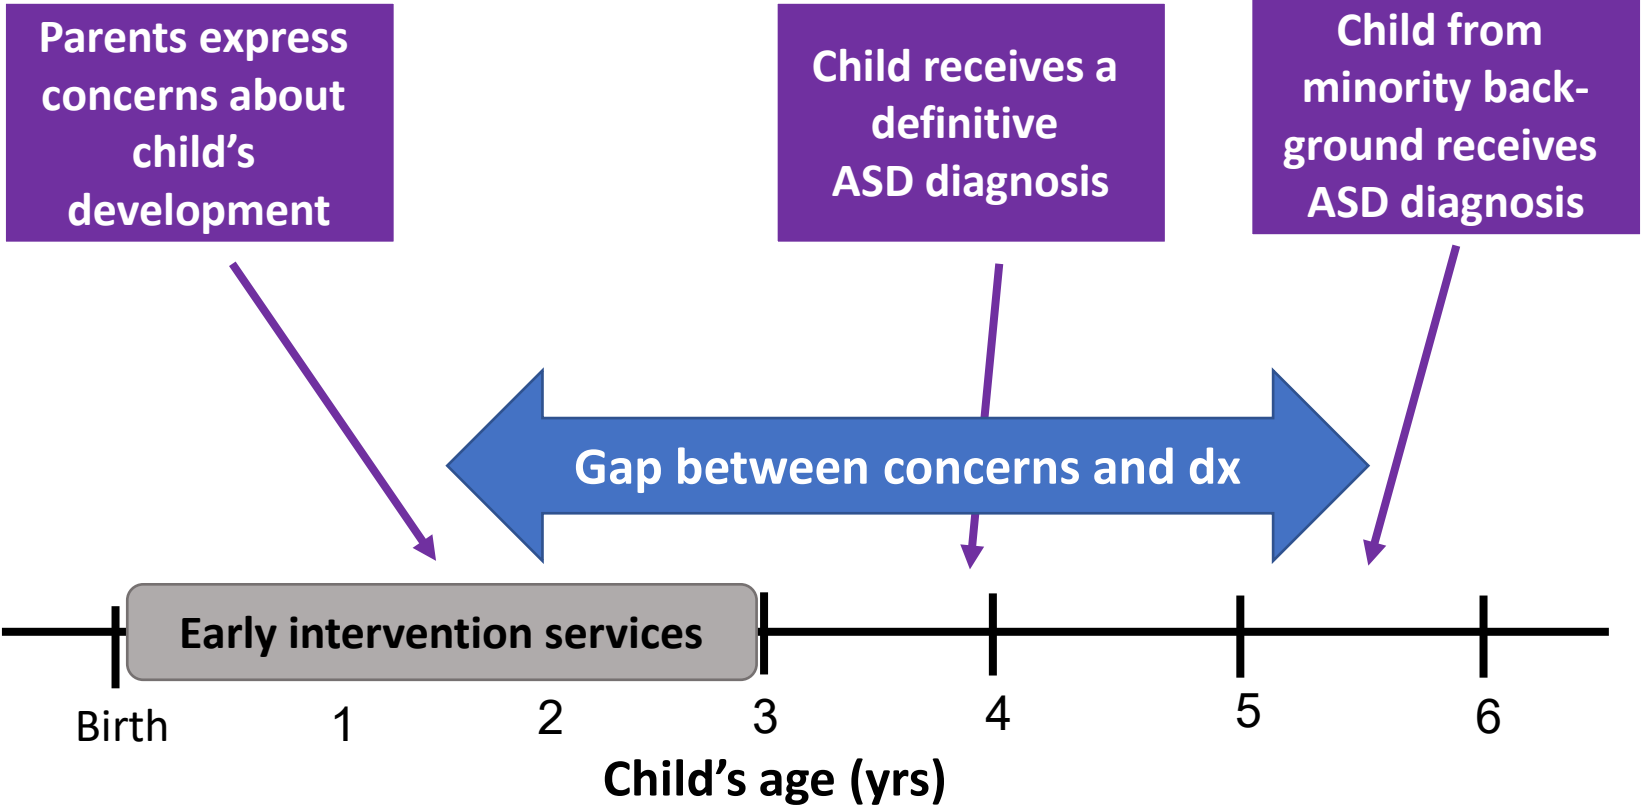 Parents express
concerns about
child’s
development
Child receives a
definitive
ASD diagnosis
Child from
minority back-
ground receives
ASD diagnosis
Gap between concerns and dx
Early intervention services
Birth 1 2 3 4 5 6
Child’s age (yrs)